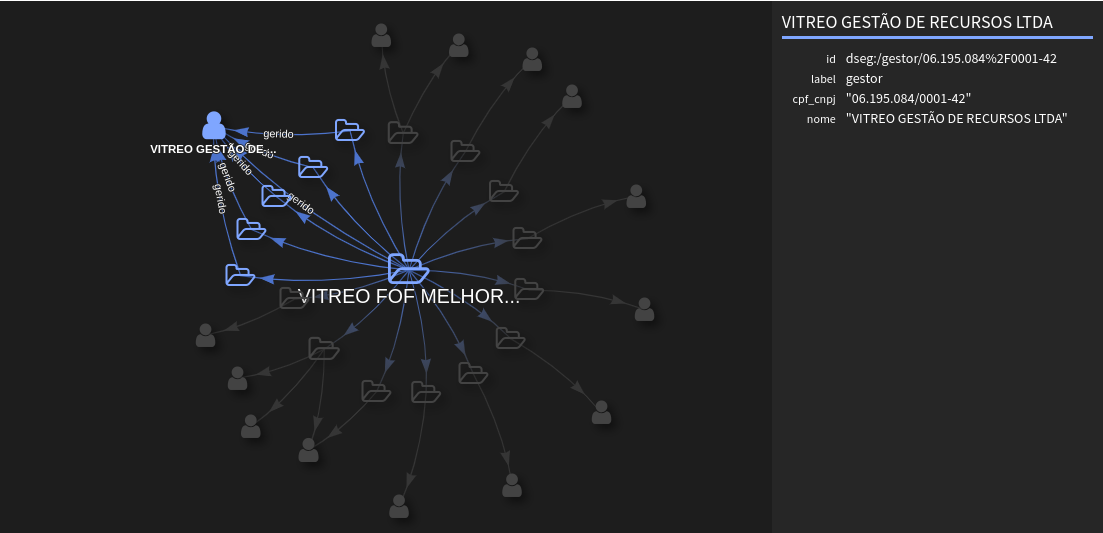 VITREO GESTÃO DE RECURSOS LTDA
id dseg:/gestor/06.195.084%2F0001-42
label gestor
cpf_cnpj "06.195.084/0001-42"
nome "VITREO GESTÃO DE RECURSOS LTDA"
gerido
VITREO GESTÃO DE ...
gerido
gerido
gerido
gerido
VITREO FOF MELHOR...